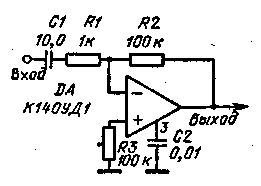 C1 R1 R2
10,0 1к 100к
Вход
DA
К140УД1
−
+
3
Выход
R3
100к
C2
0,01